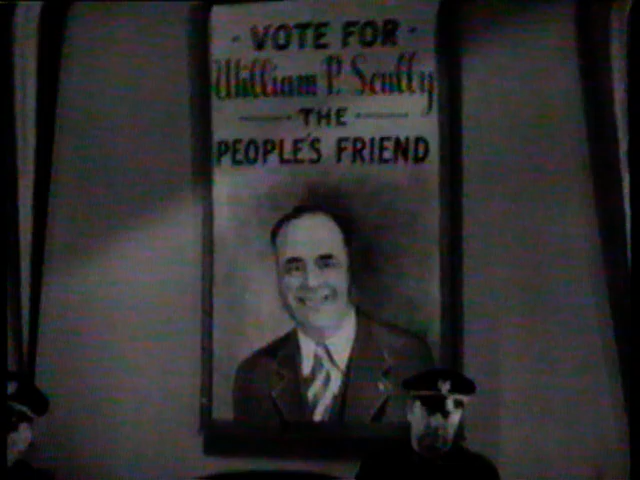 - VOTE FOR -
William P. Scully
THE
PEOPLE'S FRIEND